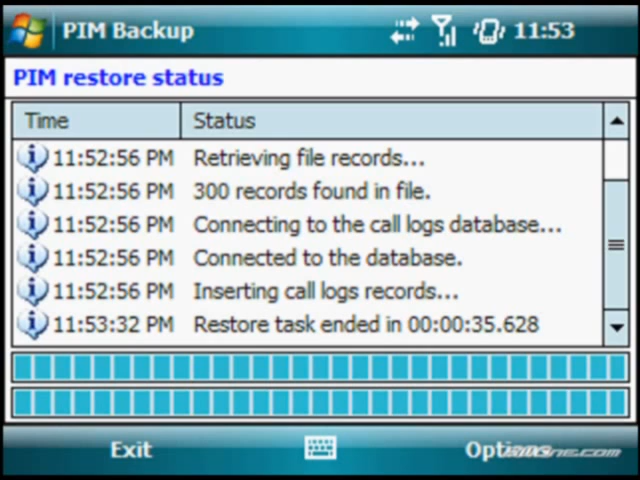 PIM Backup 11:53
PIM restore status
Time Status
11:52:56 PM Retrieving file records...
11:52:56 PM 300 records found in file.
11:52:56 PM Connecting to the call logs database...
11:52:56 PM Connected to the database.
11:52:56 PM Inserting call logs records...
11:53:32 PM Restore task ended in 00:00:35.628
Exit